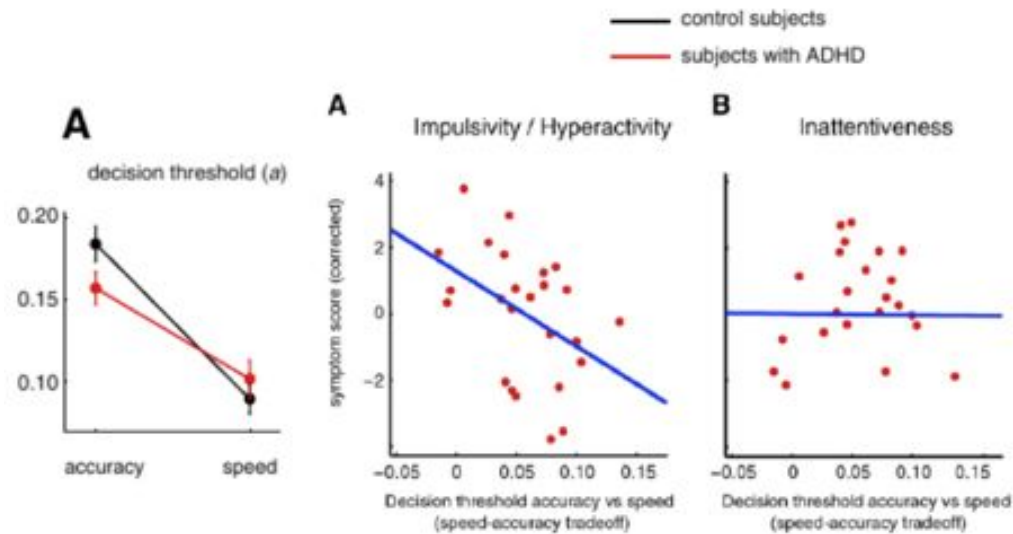 control subjects
subjects with ADHD
A
decision threshold (a)
0.20
0.15
0.10
accuracy speed
A
Impulsivity / Hyperactivity
symptom score (corrected)
4
2
0
−2
−0.05 0 0.05 0.10 0.15
Decision threshold accuracy vs speed
(speed-accuracy tradeoff)
B
Inattentiveness
−0.05 0 0.05 0.10 0.15
Decision threshold accuracy vs speed
(speed-accuracy tradeoff)